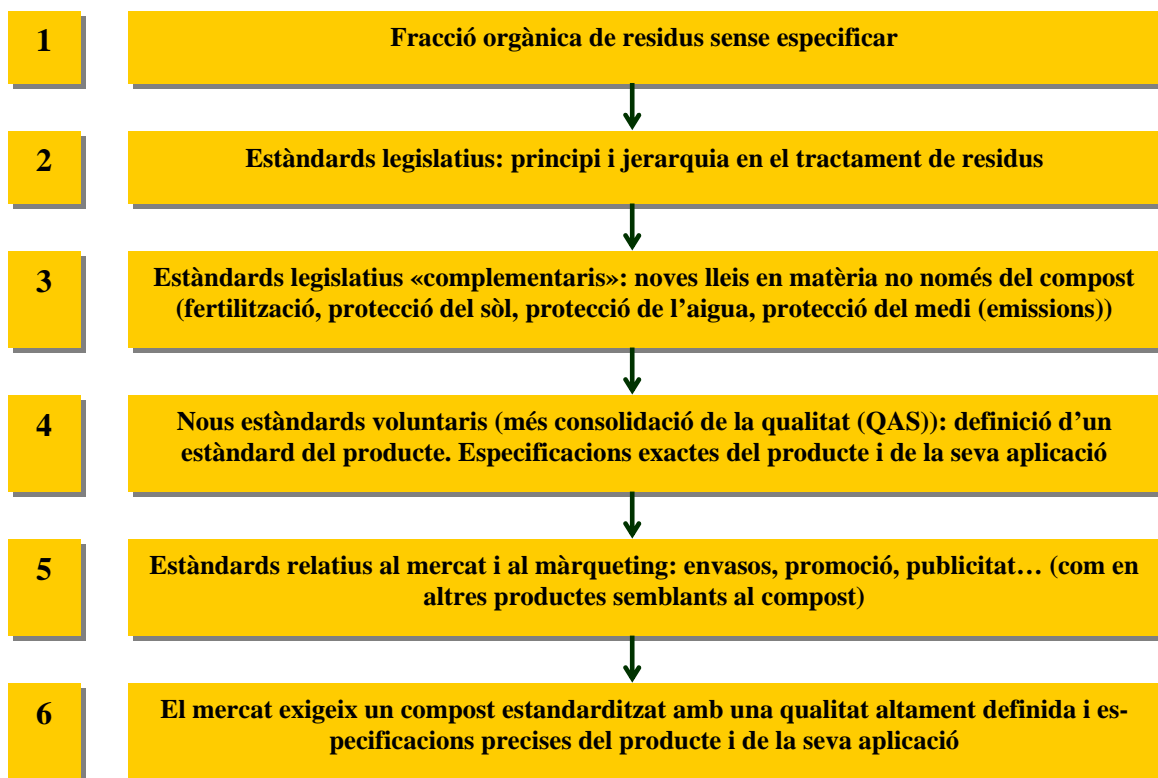 1
Fracció orgànica de residus sense especificar
2
Estàndards legislatius: principi i jerarquia en el tractament de residus
3
Estàndards legislatius «complementaris»: noves lleis en matèria no només del compost
(fertilització, protecció del sòl, protecció de l’aigua, protecció del medi (emissions))
4
Nous estàndards voluntaris (més consolidació de la qualitat (QAS)): definició d’un
estàndard del producte. Especificacions exactes del producte i de la seva aplicació
5
Estàndards relatius al mercat i al màrqueting: envasos, promoció, publicitat… (com en
altres productes semblants al compost)
6
El mercat exigeix un compost estandarditzat amb una qualitat altament definida i es-
pecificacions precises del producte i de la seva aplicació